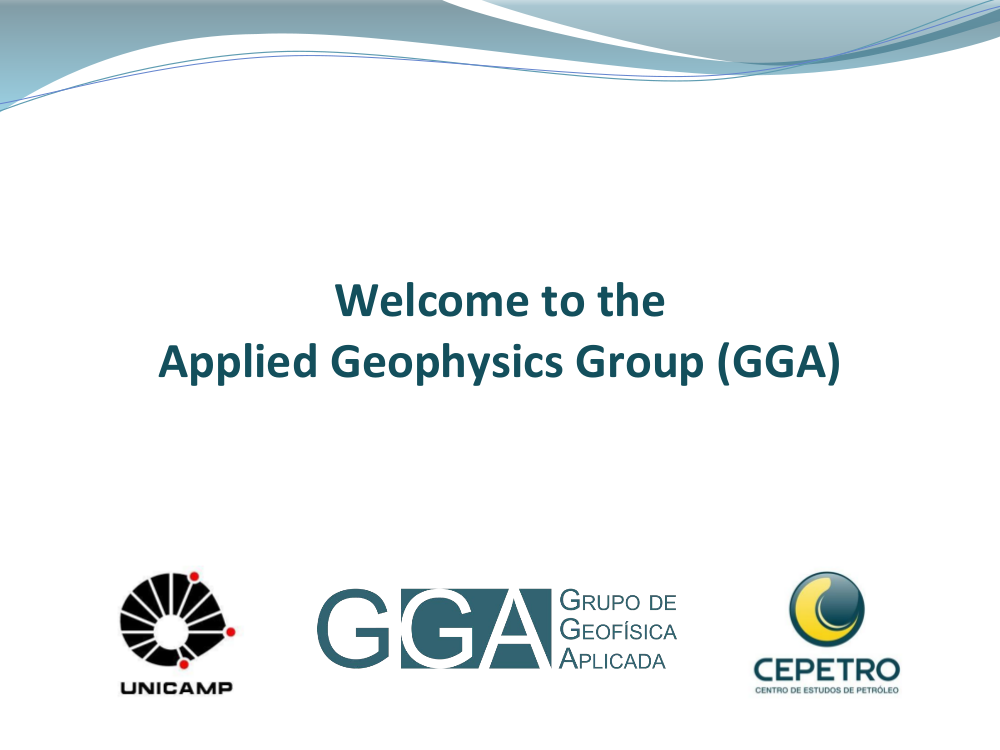 Welcome to the
Applied Geophysics Group (GGA)
UNICAMP
GGA
GRUPO DE
GEOFÍSICA
APLICADA
CEPETRO
CENTRO DE ESTUDOS DE PETRÓLEO